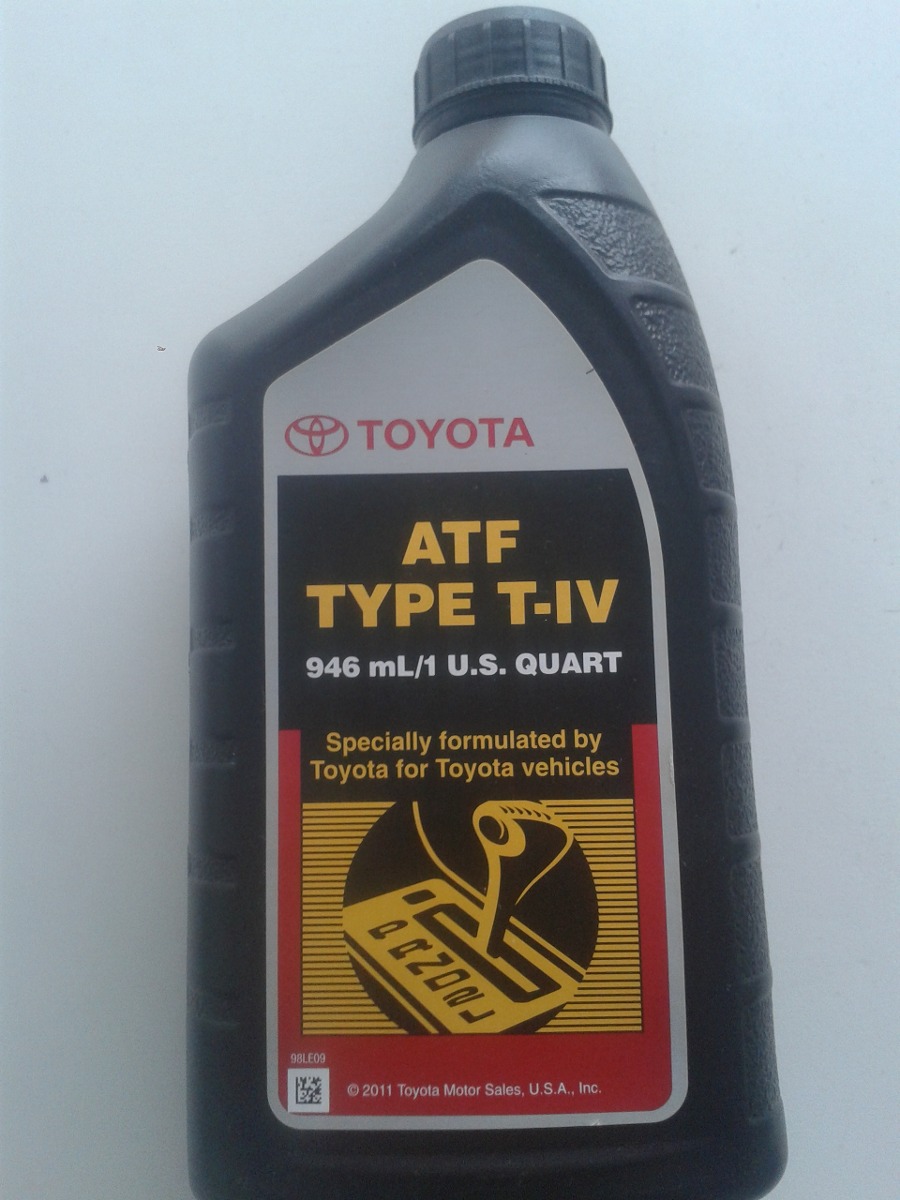 TOYOTA
ATF
TYPE T-IV
946 mL/1 U.S. QUART
Specially formulated by
Toyota for Toyota vehicles
P R N D 2 L
98LE09
© 2011 Toyota Motor Sales, U.S.A., Inc.